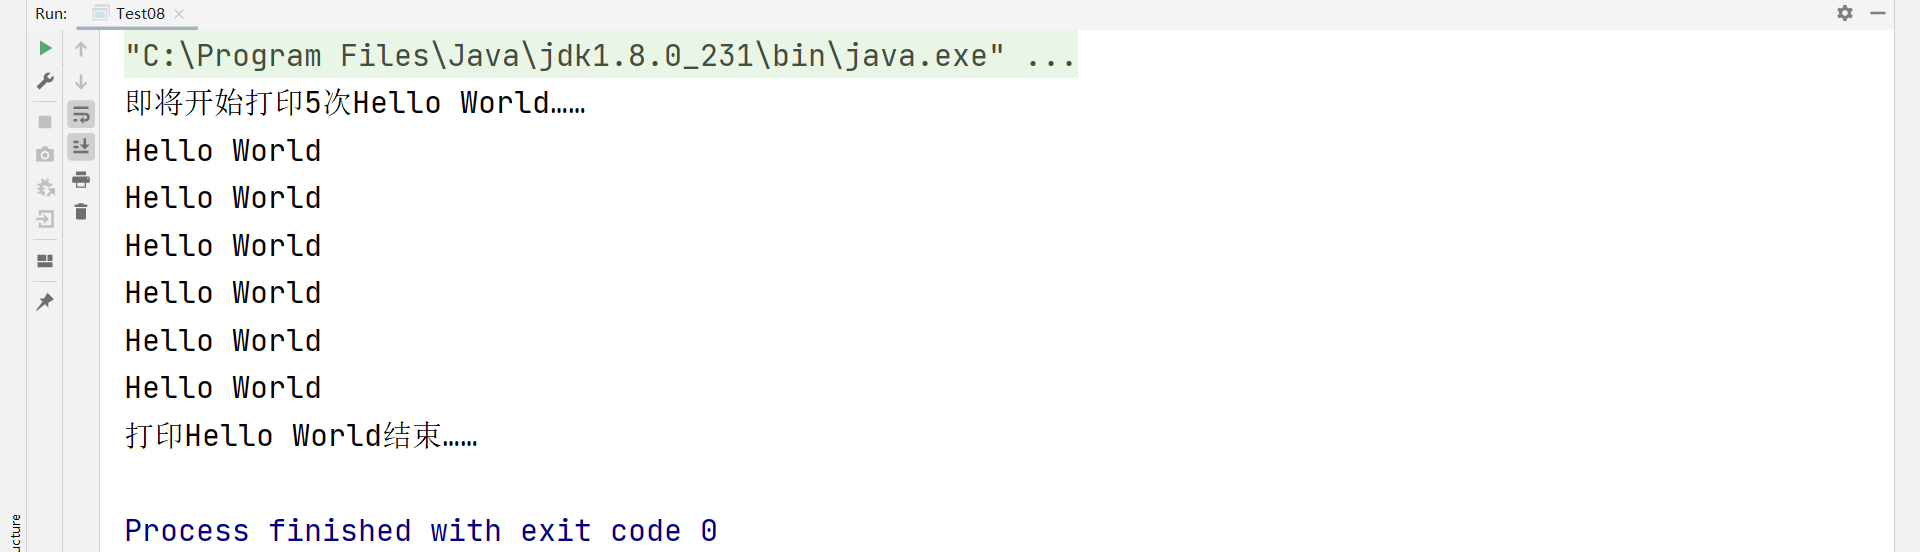 Run: Test08
"C:\Program Files\Java\jdk1.8.0_231\bin\java.exe" ...
即将开始打印5次Hello World……
Hello World
Hello World
Hello World
Hello World
Hello World
Hello World
打印Hello World结束……
Process finished with exit code 0
ucture